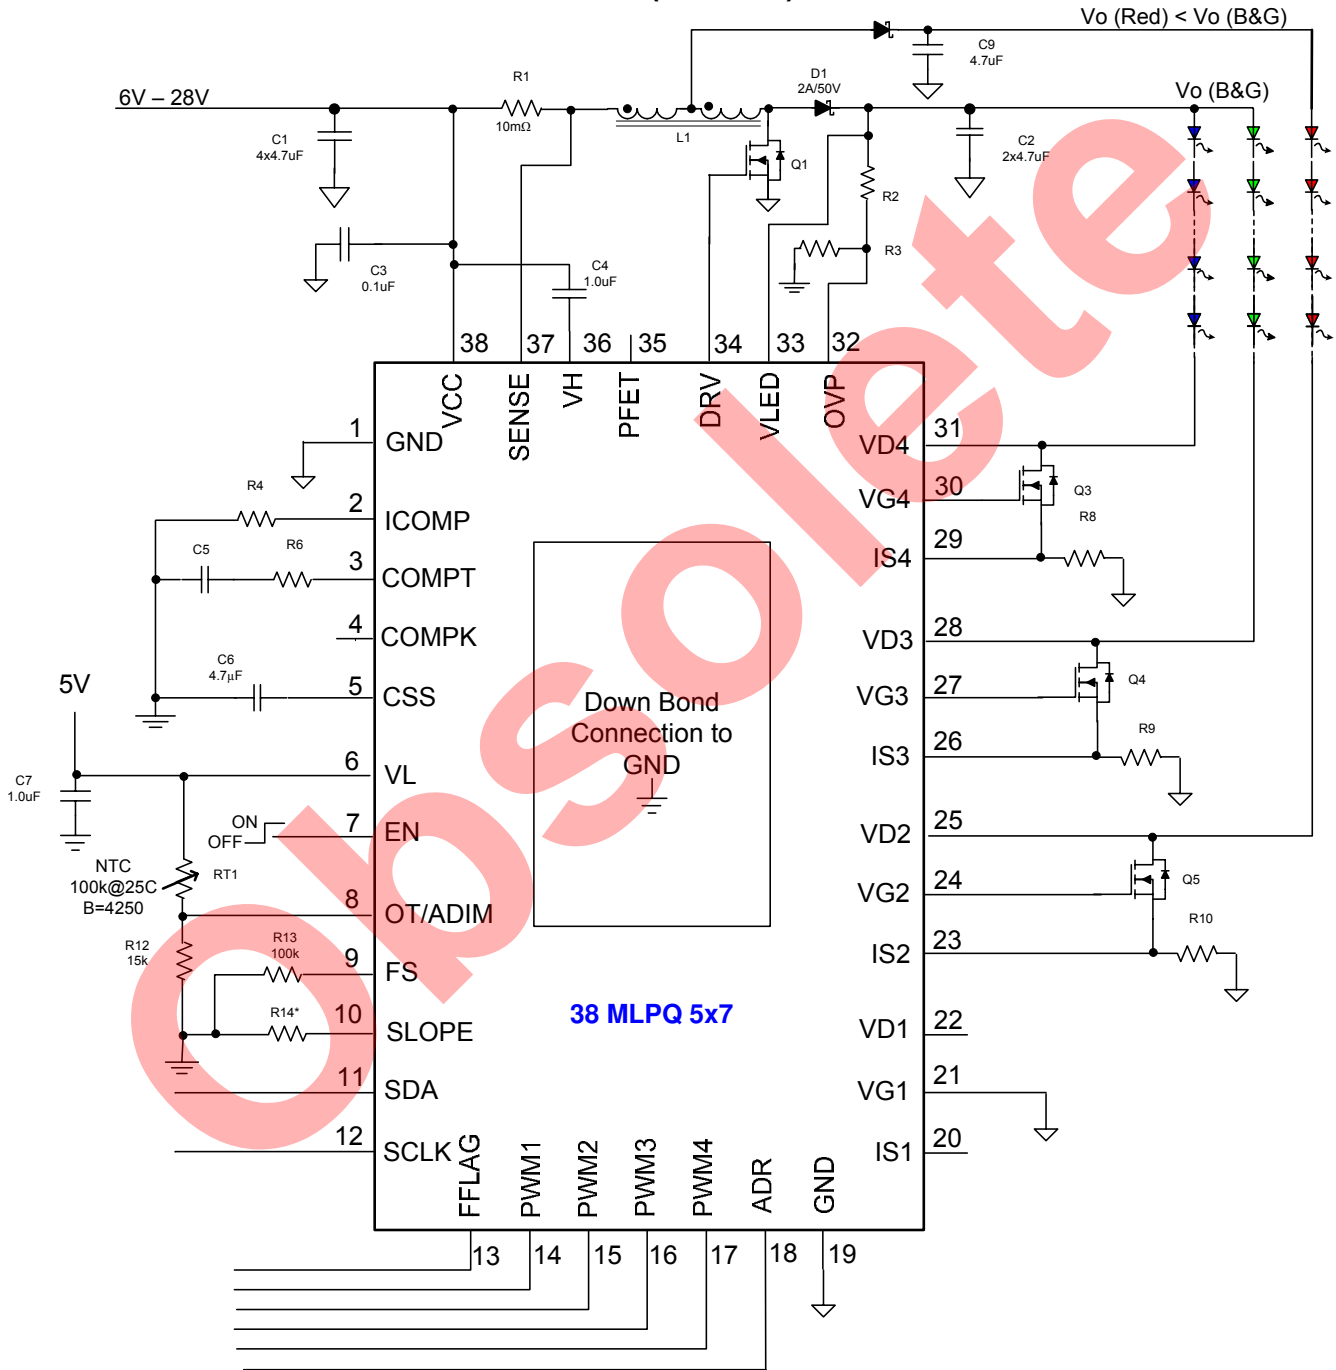 Vo (Red) < Vo (B&G)
C9
4.7uF
R1
10mΩ
D1
2A/50V
6V – 28V
Vo (B&G)
C1
4x4.7uF
L1
Q1
C2
2x4.7uF
R2
R3
C3
0.1uF
C4
1.0uF
38
37
36
35
34
33
32
VCC
SENSE
VH
PFET
DRV
VLED
OVP
1
GND
R4
2
ICOMP
C5
R6
3
COMPT
4
COMPK
C6
4.7µF
5
CSS
5V
C7
1.0uF
6
VL
ON
OFF
7
EN
NTC
100k@25C
B=4250
RT1
8
OT/ADIM
R12
15k
R13
100k
9
FS
R14*
10
SLOPE
11
SDA
12
SCLK
Down Bond
Connection to
GND
38 MLPQ 5x7
Obsolete
VD4
31
VG4
30
Q3
R8
IS4
29
VD3
28
VG3
27
Q4
R9
IS3
26
VD2
25
VG2
24
Q5
R10
IS2
23
VD1
22
VG1
21
IS1
20
FFLAG
PWM1
PWM2
PWM3
PWM4
ADR
GND
13
14
15
16
17
18
19